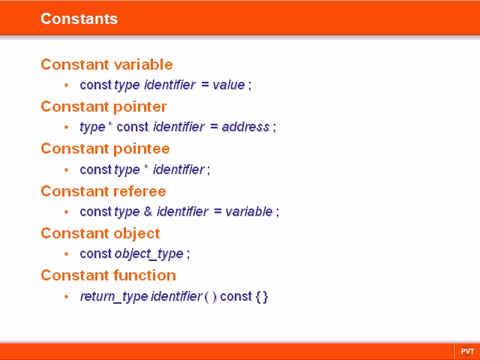 Constants
Constant variable
• const type identifier = value ;
Constant pointer
• type * const identifier = address ;
Constant pointee
• const type * identifier ;
Constant referee
• const type & identifier = variable ;
Constant object
• const object_type ;
Constant function
• return_type identifier ( ) const { }
PVT